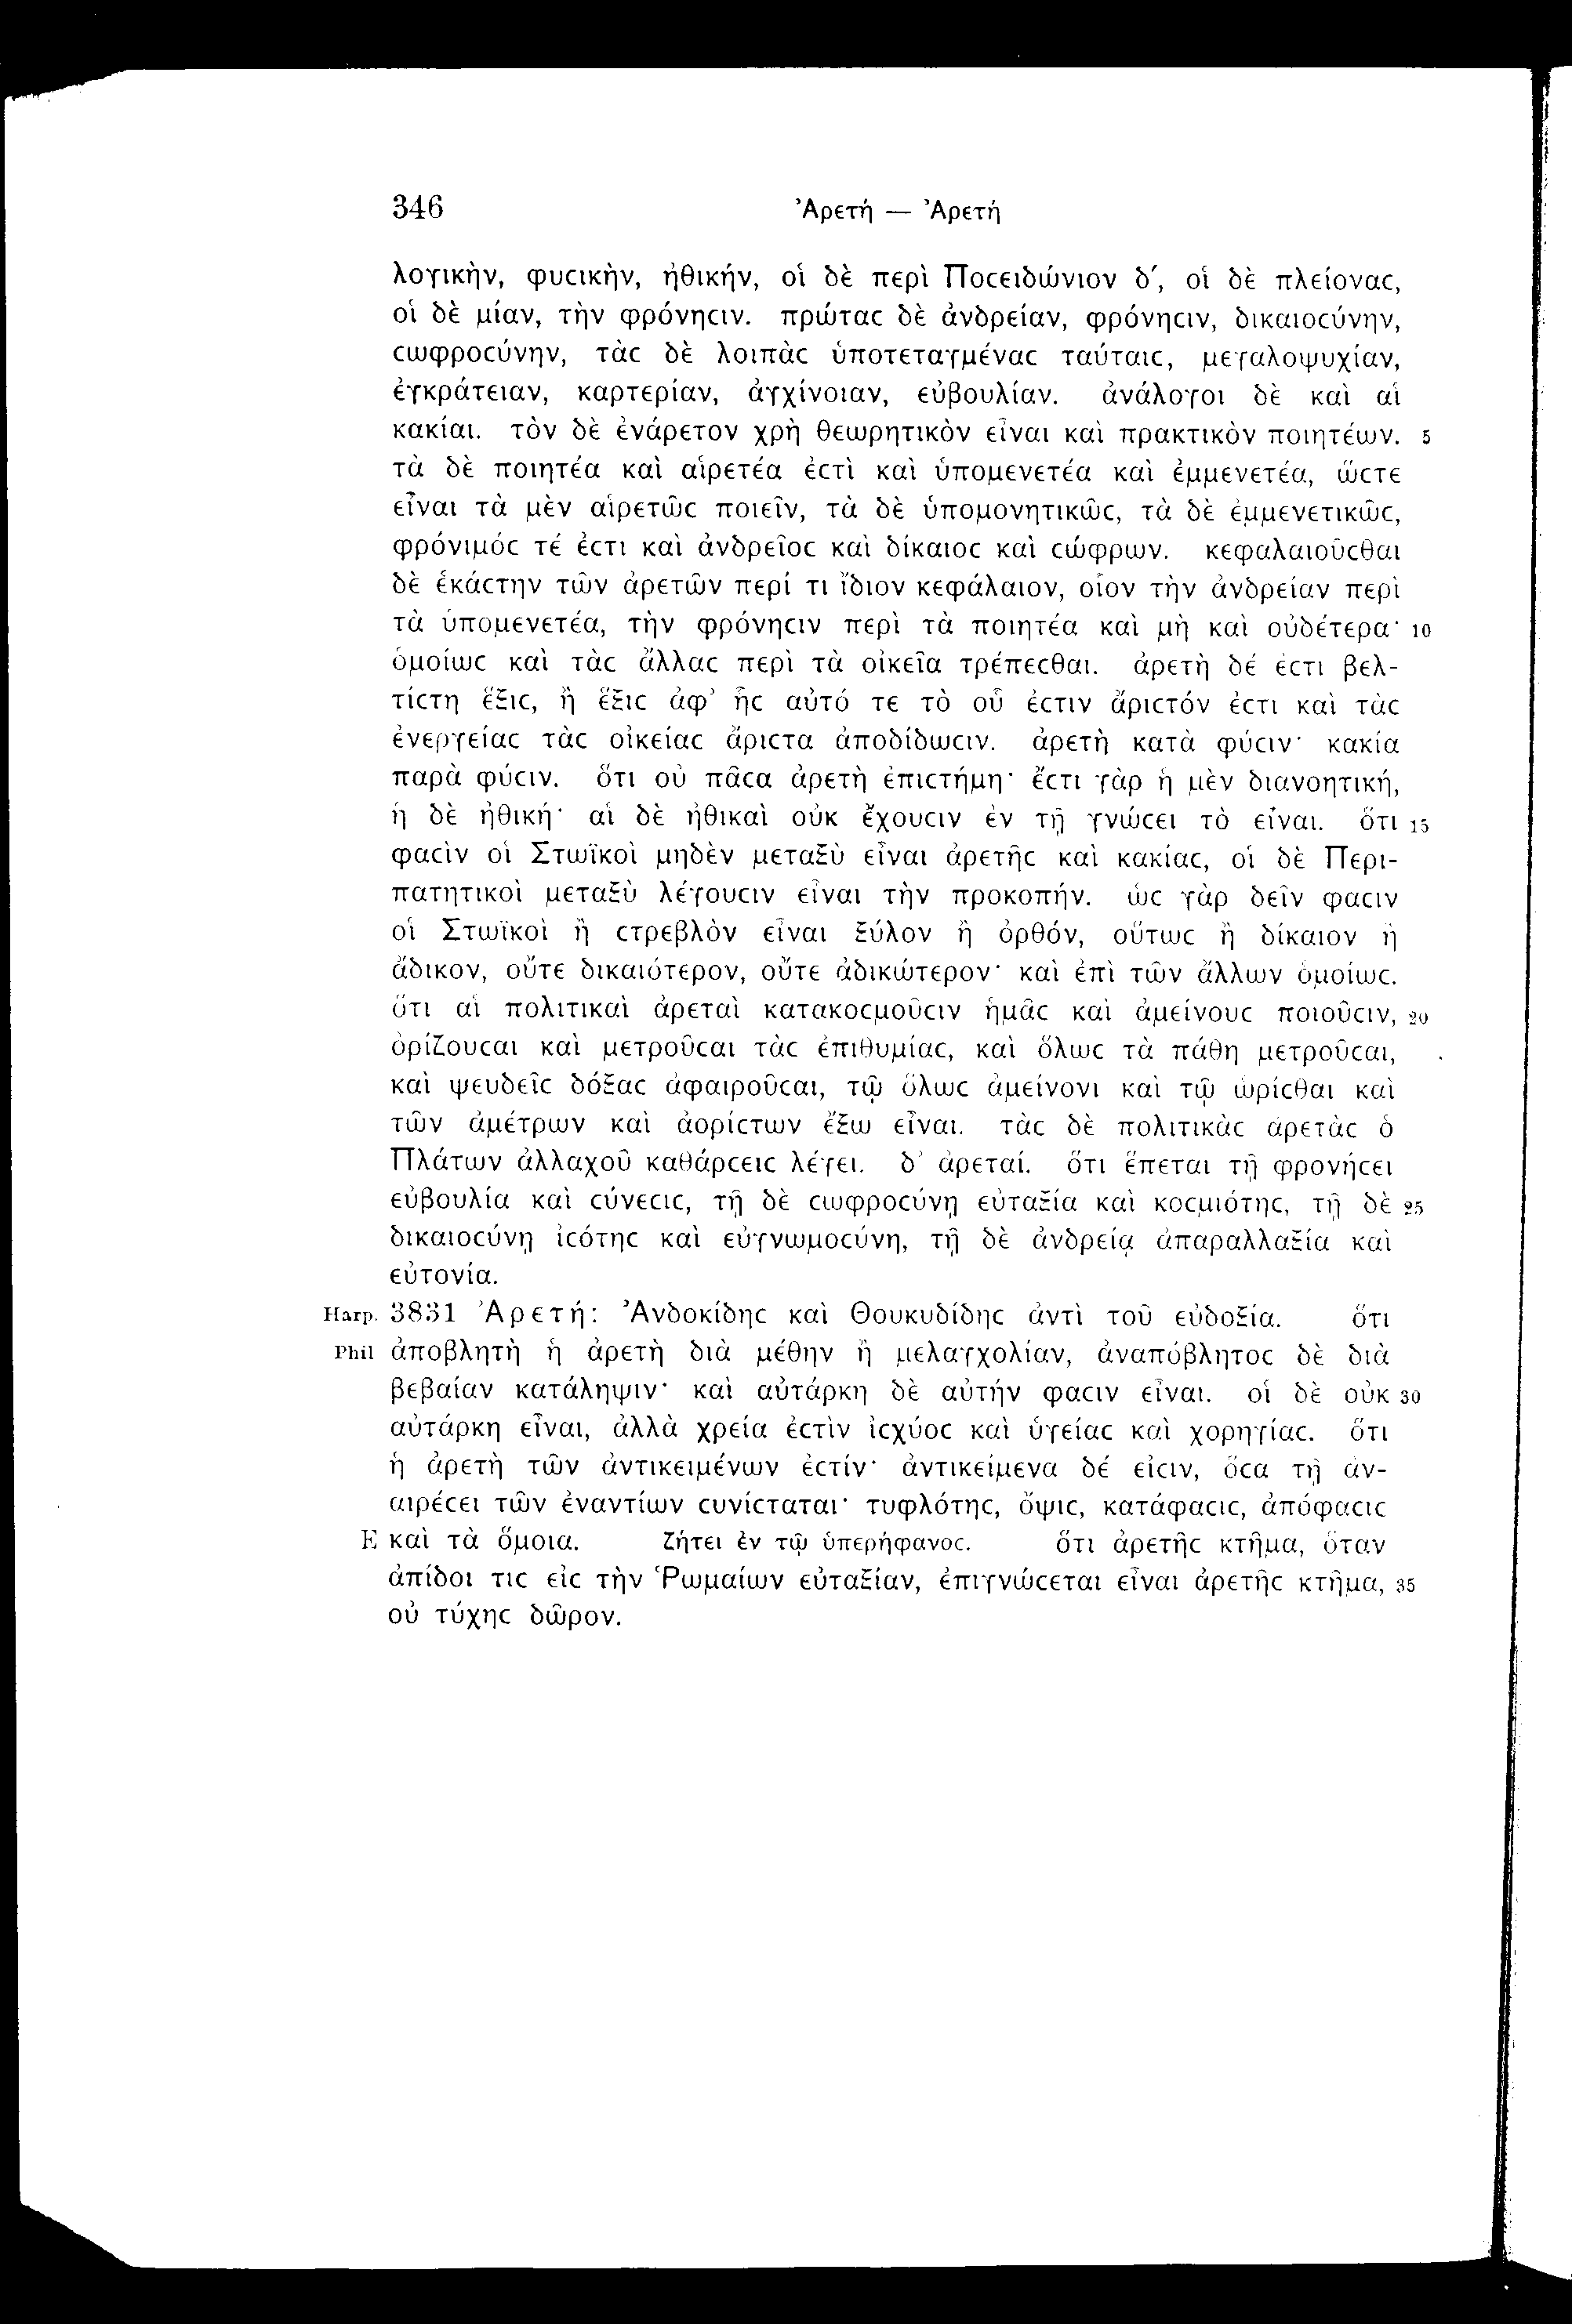 346 Ἀρετή — Ἀρετή
λογικὴν, φυϲικὴν, ἠθικήν, οἱ δὲ περὶ Ποϲειδώνιον δʹ, οἱ δὲ πλείοναϲ,
οἱ δὲ μίαν, τὴν φρόνηϲιν. πρώταϲ δὲ ἀνδρείαν, φρόνηϲιν, δικαιοϲύνην,
ϲωφροϲύνην, τὰϲ δὲ λοιπὰϲ ὑποτεταγμέναϲ ταύταιϲ, μεγαλοψυχίαν,
ἐγκράτειαν, καρτερίαν, ἀγχίνοιαν, εὐβουλίαν. ἀνάλογοι δὲ καὶ αἱ
κακίαι. τὸν δὲ ἐνάρετον χρὴ θεωρητικὸν εἶναι καὶ πρακτικὸν ποιητέων. 5
τὰ δὲ ποιητέα καὶ αἱρετέα ἐϲτὶ καὶ ὑπομενετέα καὶ ἐμμενετέα, ὥϲτε
εἶναι τὰ μὲν αἱρετῶϲ ποιεῖν, τὰ δὲ ὑπομονητικῶϲ, τὰ δὲ ἐμμενετικῶϲ,
φρόνιμόϲ τέ ἐϲτι καὶ ἀνδρεῖοϲ καὶ δίκαιοϲ καὶ ϲώφρων. κεφαλαιοῦϲθαι
δὲ ἑκάϲτην τῶν ἀρετῶν περί τι ἴδιον κεφάλαιον, οἷον τὴν ἀνδρείαν περὶ
τὰ ὑπομενετέα, τὴν φρόνηϲιν περὶ τὰ ποιητέα καὶ μὴ καὶ οὐδέτερα· 10
ὁμοίωϲ καὶ τὰϲ ἄλλαϲ περὶ τὰ οἰκεῖα τρέπεϲθαι. ἀρετὴ δέ ἐϲτι βελ-
τίϲτη ἕξιϲ, ἢ ἕξιϲ ἀφ’ ἧϲ αὐτό τε τὸ οὗ ἐϲτιν ἄριϲτόν ἐϲτι καὶ τὰϲ
ἐνεργείαϲ τὰϲ οἰκείαϲ ἄριϲτα ἀποδίδωϲιν. ἀρετὴ κατὰ φύϲιν· κακία
παρὰ φύϲιν. ὅτι οὐ πᾶϲα ἀρετὴ ἐπιϲτήμη· ἔϲτι γὰρ ἡ μὲν διανοητική,
ἡ δὲ ἠθική· αἱ δὲ ἠθικαὶ οὐκ ἔχουϲιν ἐν τῇ γνώϲει τὸ εἶναι. ὅτι 15
φαϲὶν οἱ Στωϊκοὶ μηδὲν μεταξὺ εἶναι ἀρετῆϲ καὶ κακίαϲ, οἱ δὲ Περι-
πατητικοὶ μεταξὺ λέγουϲιν εἶναι τὴν προκοπήν. ὡϲ γὰρ δεῖν φαϲιν
οἱ Στωϊκοὶ ἢ ϲτρεβλὸν εἶναι ξύλον ἢ ὀρθόν, οὕτωϲ ἢ δίκαιον ἢ
ἄδικον, οὔτε δικαιότερον, οὔτε ἀδικώτερον· καὶ ἐπὶ τῶν ἄλλων ὁμοίωϲ.
ὅτι αἱ πολιτικαὶ ἀρεταὶ κατακοϲμοῦϲιν ἡμᾶϲ καὶ ἀμείνουϲ ποιοῦϲιν, 20
ὁρίζουϲαι καὶ μετροῦϲαι τὰϲ ἐπιθυμίαϲ, καὶ ὅλωϲ τὰ πάθη μετροῦϲαι,
καὶ ψευδεῖϲ δόξαϲ ἀφαιροῦϲαι, τῷ ὅλωϲ ἀμείνονι καὶ τῷ ὡρίϲθαι καὶ
τῶν ἀμέτρων καὶ ἀορίϲτων ἔξω εἶναι. τὰϲ δὲ πολιτικὰϲ ἀρετὰϲ ὁ
Πλάτων ἀλλαχοῦ καθάρϲειϲ λέγει. δʹ ἀρεταί. ὅτι ἕπεται τῇ φρονήϲει
εὐβουλία καὶ ϲύνεϲιϲ, τῇ δὲ ϲωφροϲύνῃ εὐταξία καὶ κοϲμιότηϲ, τῇ δὲ 25
δικαιοϲύνῃ ἰϲότηϲ καὶ εὐγνωμοϲύνη, τῇ δὲ ἀνδρείᾳ ἀπαραλλαξία καὶ
εὐτονία.
Harp. 3831 Ἀρετή: Ἀνδοκίδηϲ καὶ Θουκυδίδηϲ ἀντὶ τοῦ εὐδοξία. ὅτι
Phil ἀποβλητὴ ἡ ἀρετὴ διὰ μέθην ἢ μελαγχολίαν, ἀναπόβλητοϲ δὲ διὰ
βεβαίαν κατάληψιν· καὶ αὐτάρκη δὲ αὐτήν φαϲιν εἶναι. οἱ δὲ οὐκ 30
αὐτάρκη εἶναι, ἀλλὰ χρεία ἐϲτὶν ἰϲχύοϲ καὶ ὑγείαϲ καὶ χορηγίαϲ. ὅτι
ἡ ἀρετὴ τῶν ἀντικειμένων ἐϲτίν· ἀντικείμενα δέ εἰϲιν, ὅϲα τῇ ἀν-
αιρέϲει τῶν ἐναντίων ϲυνίϲταται· τυφλότηϲ, ὄψιϲ, κατάφαϲιϲ, ἀπόφαϲιϲ
E καὶ τὰ ὅμοια. ζήτει ἐν τῷ ὑπερήφανοϲ. ὅτι ἀρετῆϲ κτῆμα, ὅταν
ἀπίδοι τιϲ εἰϲ τὴν Ῥωμαίων εὐταξίαν, ἐπιγνώϲεται εἶναι ἀρετῆϲ κτῆμα, 35
οὐ τύχηϲ δῶρον.